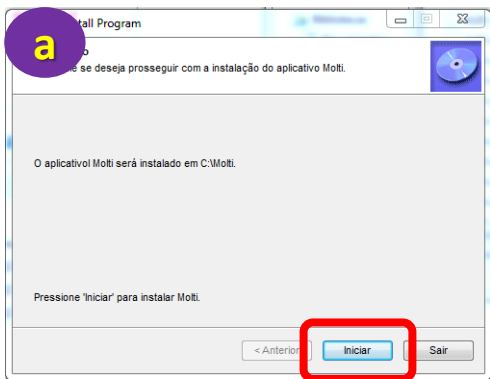 a
tall Program
o
e se deseja prosseguir com a instalação do aplicativo Molti.
O aplicativol Molti será instalado em C:\Molti.
Pressione 'Iniciar' para instalar Molti.
< Anterior
Iniciar
Sair